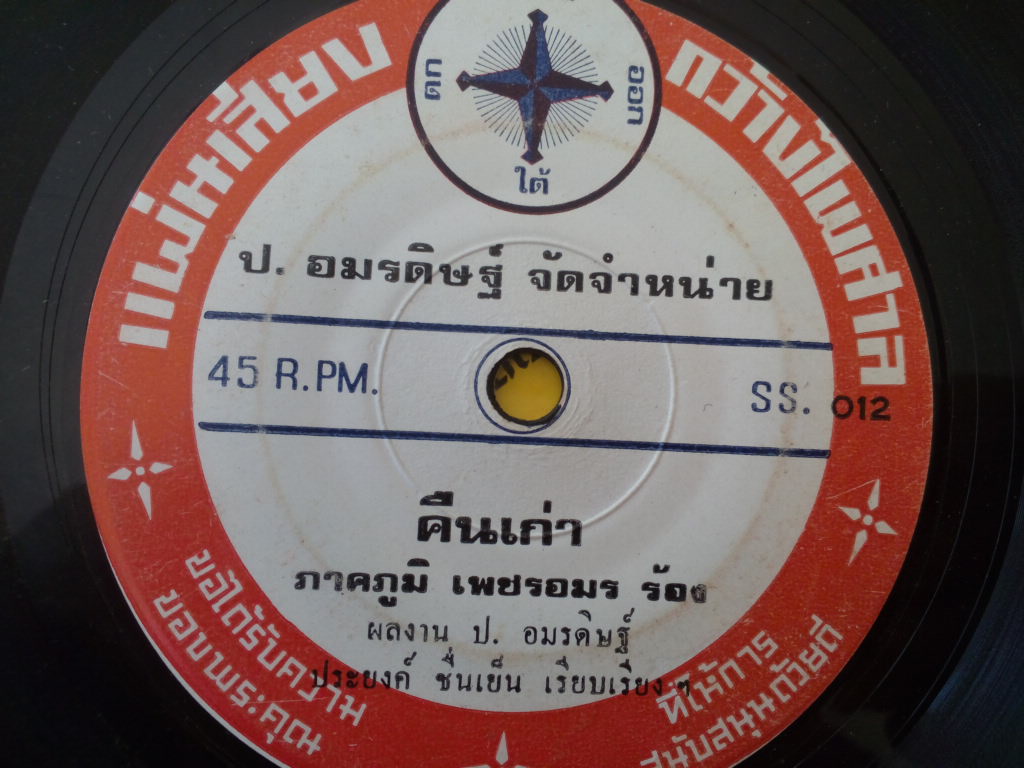 แผ่นเสียง
กว้างไพศาล
ออก
ใต้
ป. อมรดิษฐ์ จัดจำหน่าย
45 R.PM.
SS. 012
คืนเก่า
ภาคภูมิ เพชรอมร ร้อง
ผลงาน ป. อมรดิษฐ์
ประยงค์ ชื่นเย็น เรียบเรียง ฯ
ขอได้รับความ
ขอบพระคุณ
ที่ให้การ
สนับสนุนด้วยดี